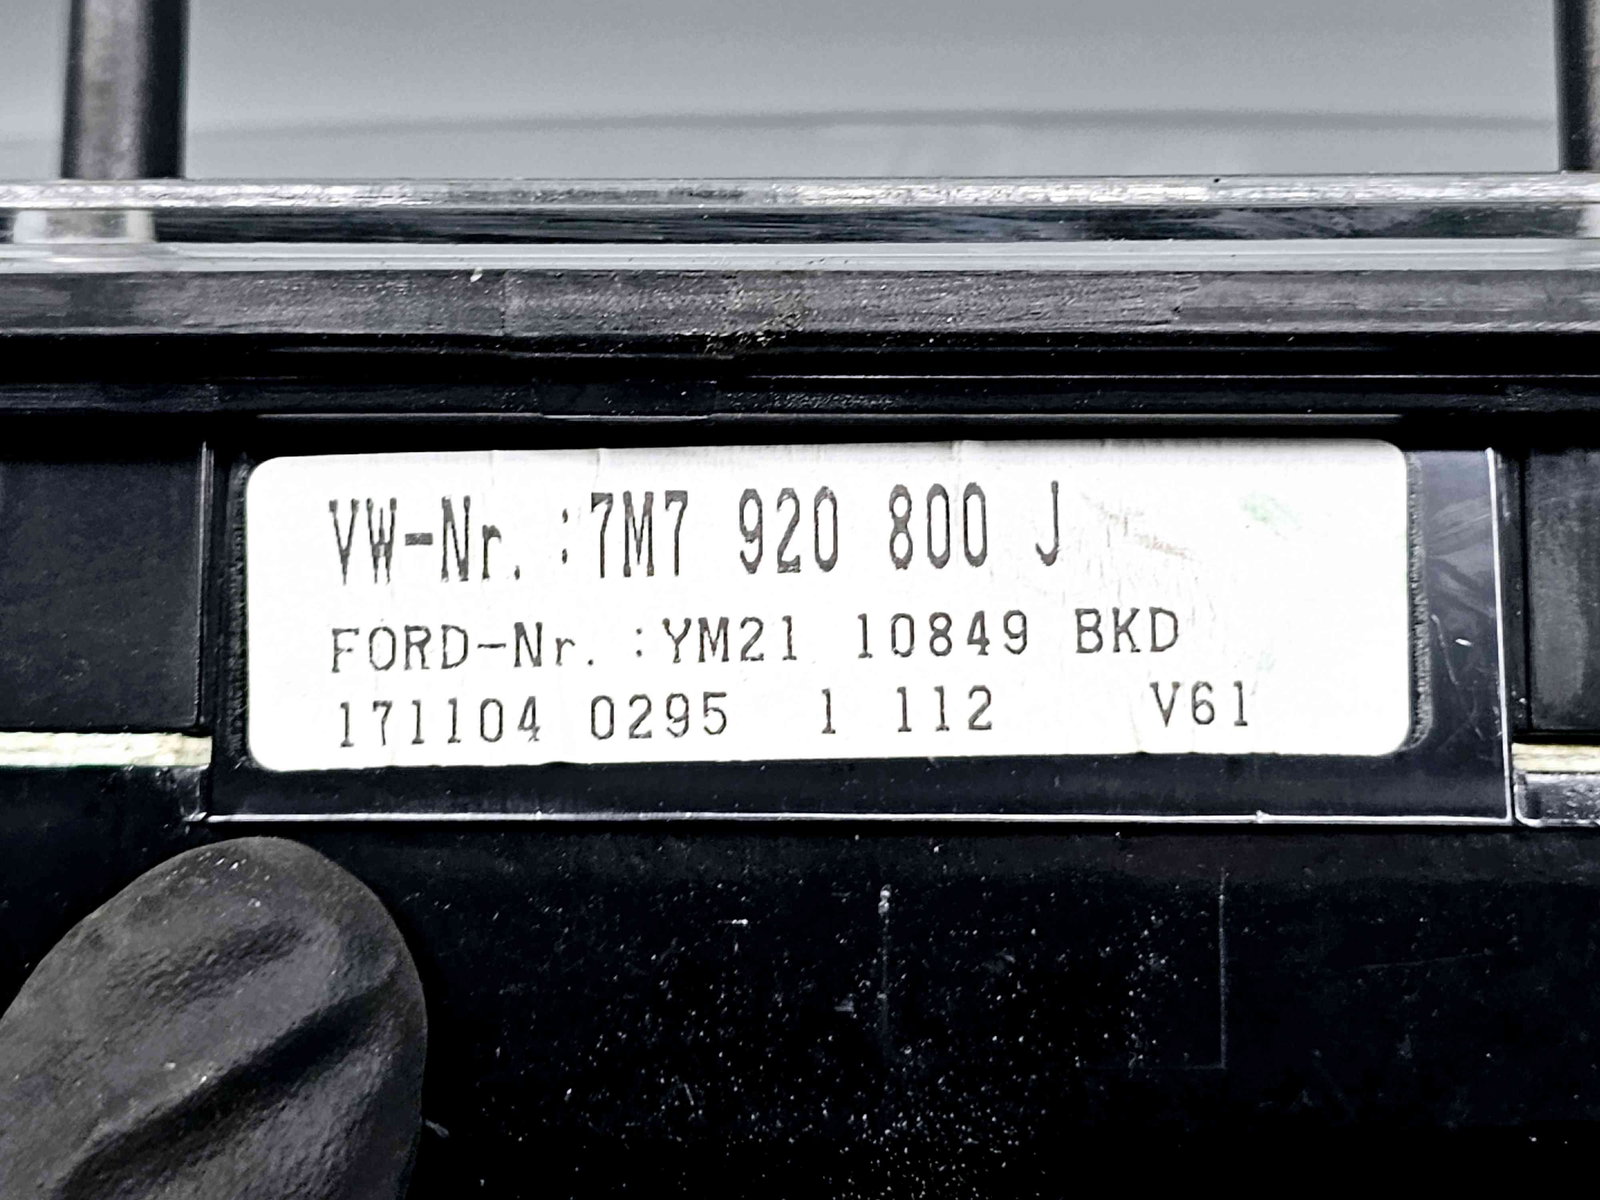 VW-Nr. :7M7 920 800 J
FORD-Nr. :YM21 10849 BKD
171104 0295 1 112 V61